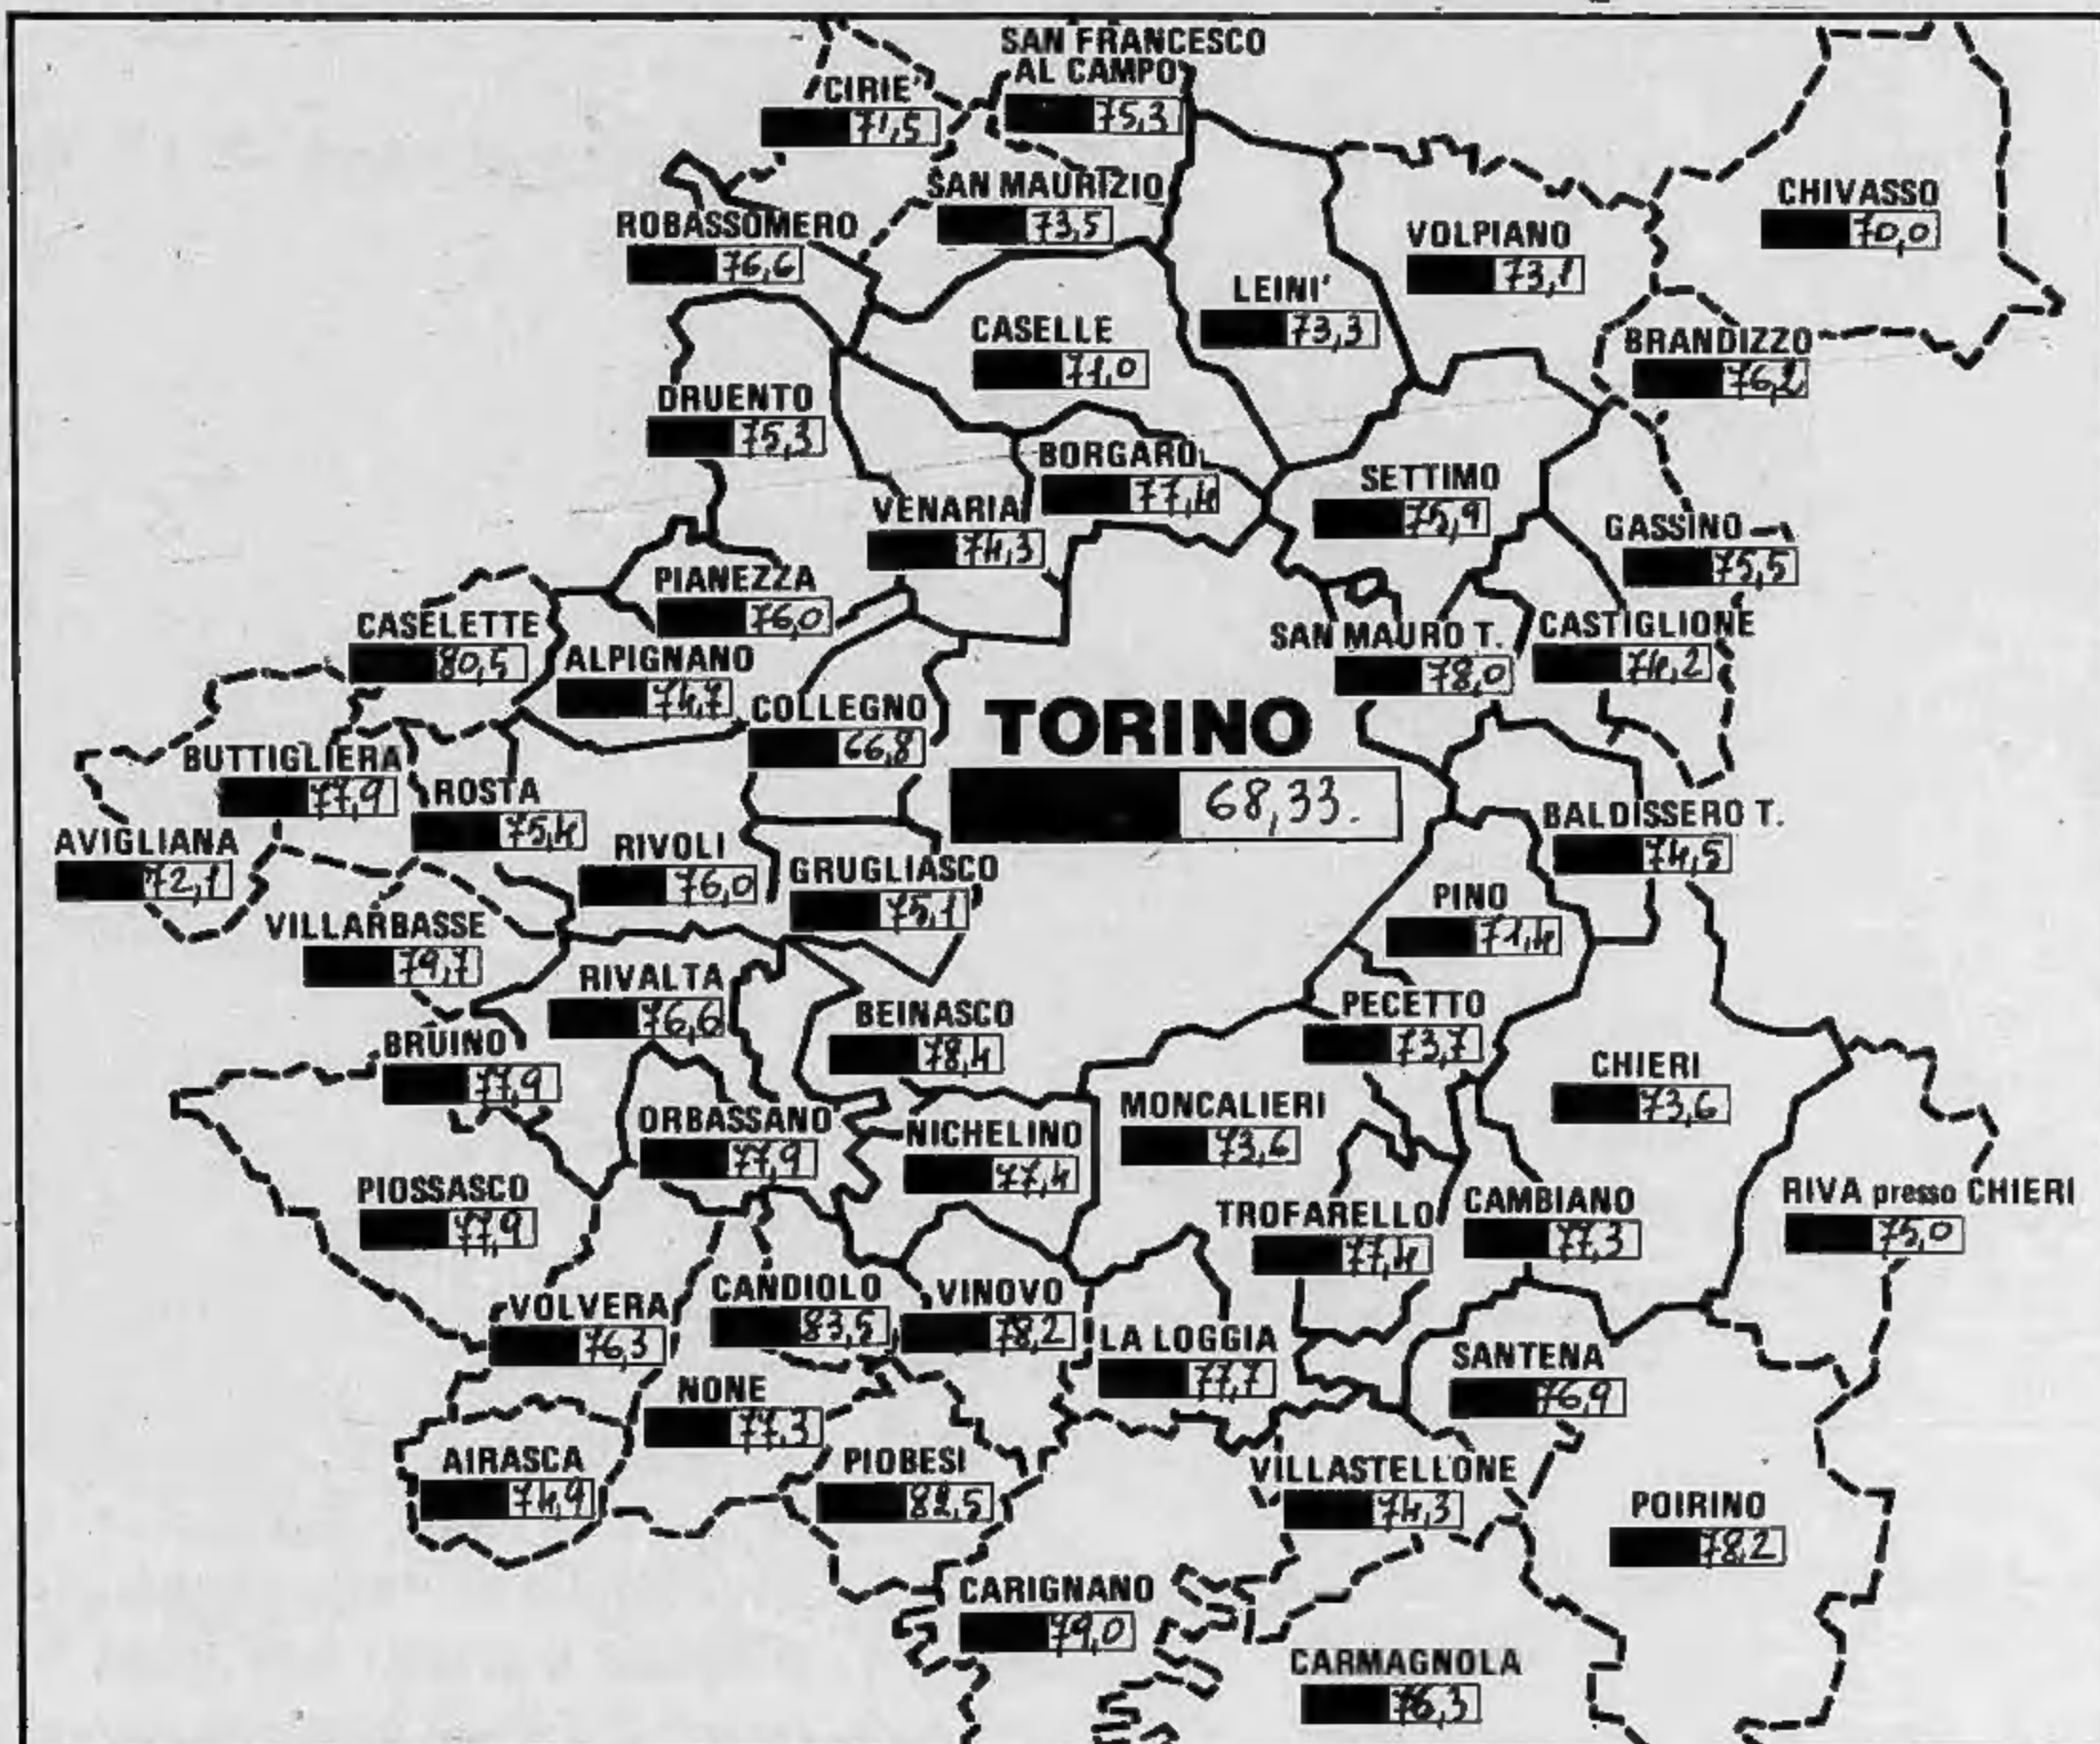 SAN FRANCESCO
AL CAMPO
75,3
CIRIE'
71,5
SAN MAURIZIO
73,5
CHIVASSO
70,0
ROBASSOMERO
76,6
VOLPIANO
73,1
LEINI'
73,3
CASELLE
71,0
BRANDIZZO
76,2
DRUENTO
75,3
BORGARO
77,4
SETTIMO
75,9
VENARIA
74,3
GASSINO
75,5
PIANEZZA
76,0
CASELETTE
80,5
SAN MAURO T.
78,0
CASTIGLIONE
74,2
ALPIGNANO
74,7
COLLEGNO
66,8
TORINO
68,33.
BUTTIGLIERA
77,9
ROSTA
75,4
BALDISSERO T.
74,5
AVIGLIANA
72,1
RIVOLI
76,0
GRUGLIASCO
75,1
PINO
71,4
VILLARBASSE
79,7
RIVALTA
76,6
BEINASCO
78,4
PECETTO
73,7
BRUINO
77,9
CHIERI
73,6
ORBASSANO
77,9
NICHELINO
77,4
MONCALIERI
73,6
PIOSSASCO
77,9
TROFARELLO
77,4
CAMBIANO
77,3
RIVA presso CHIERI
75,0
VOLVERA
76,3
CANDIOLO
83,5
VINOVO
78,2
LA LOGGIA
77,7
SANTENA
76,9
NONE
77,3
AIRASCA
74,9
PIOBESI
82,5
VILLASTELLONE
74,3
POIRINO
78,2
CARIGNANO
79,0
CARMAGNOLA
76,3